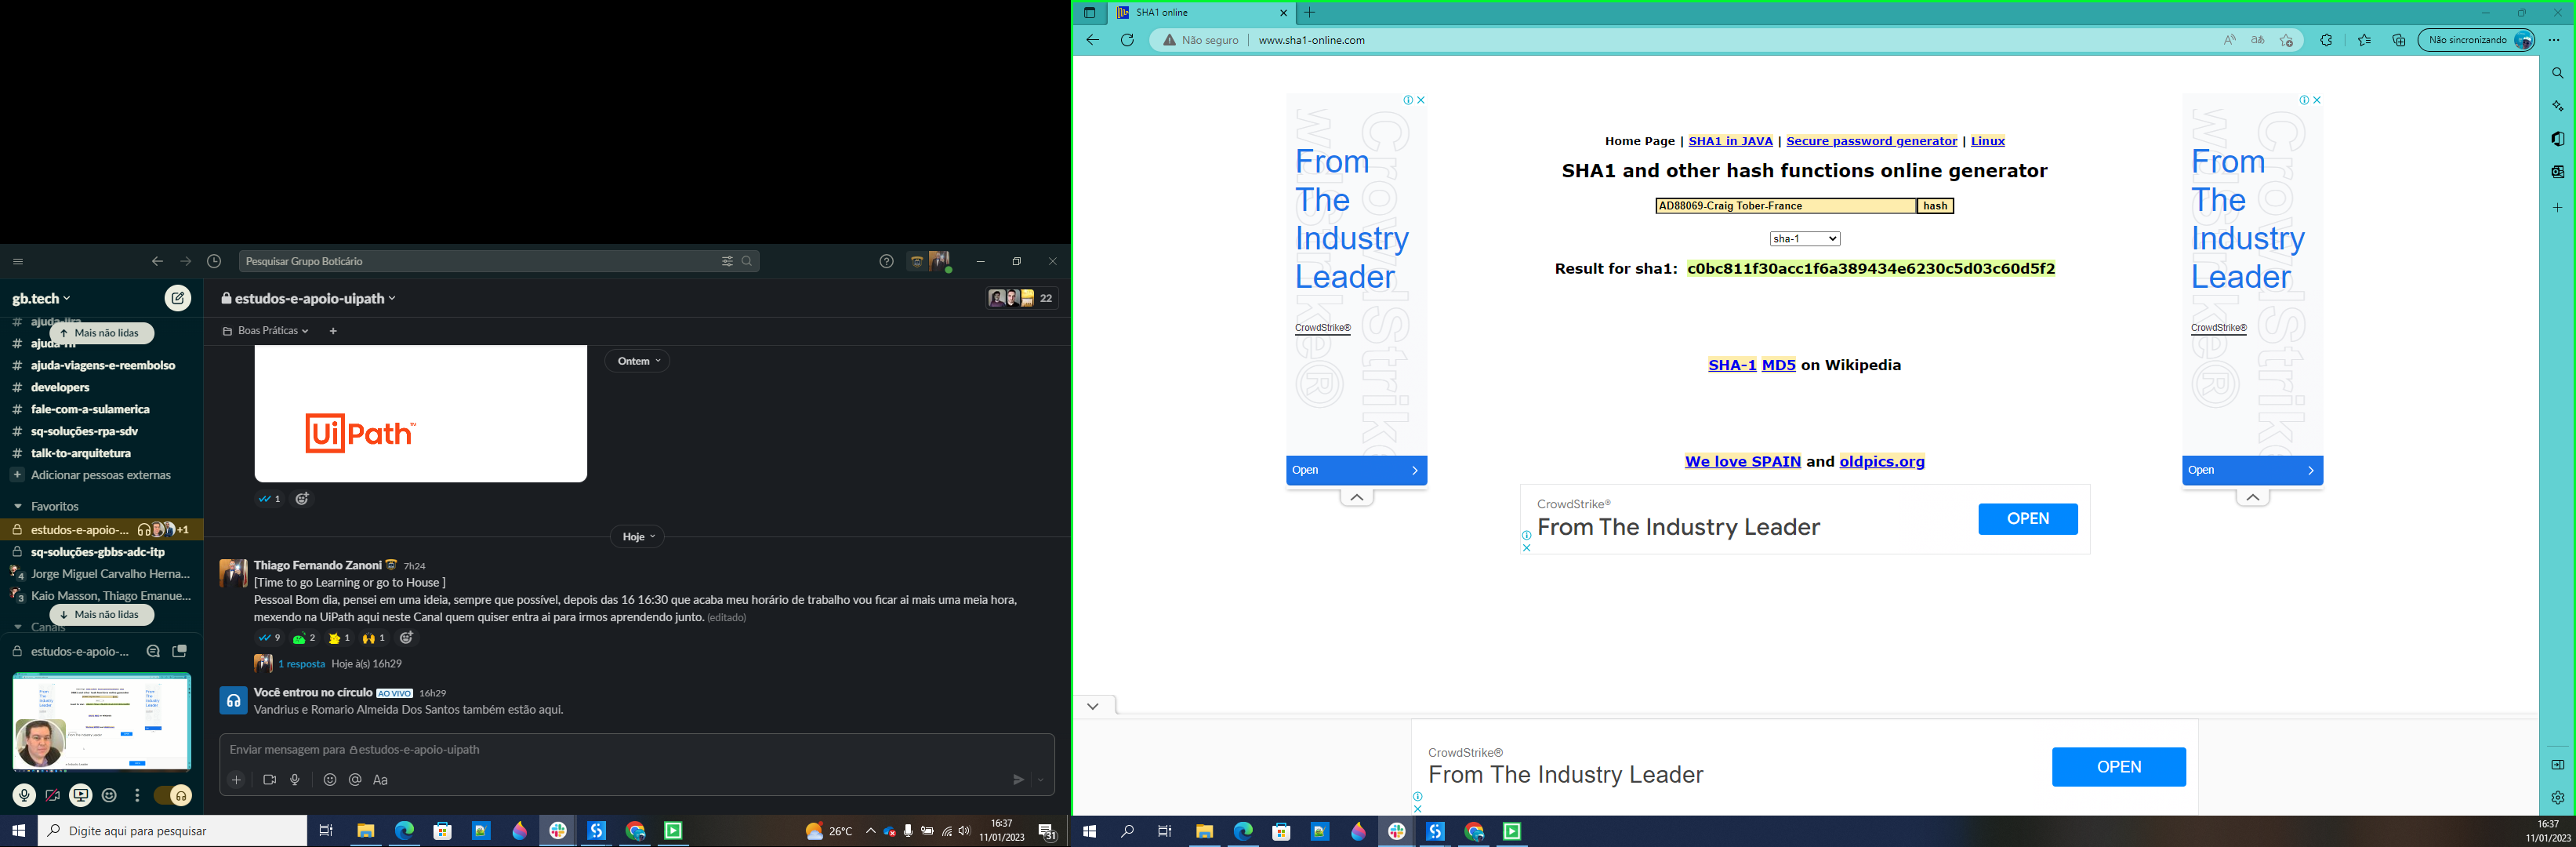 Pesquisar Grupo Boticário
gb.tech
Mais não lidas
# ajuda-viagens-e-reembolso
# developers
# fale-com-a-sulamerica
# sq-soluções-rpa-sdv
# talk-to-arquitetura
+ Adicionar pessoas externas
Favoritos
estudos-e-apoio-... +1
sq-soluções-gbbs-adc-itp
4 Jorge Miguel Carvalho Herna...
3 Kaio Masson, Thiago Emanue...
Mais não lidas
Canais
estudos-e-apoio-...
estudos-e-apoio-uipath
22
Boas Práticas
+
Ontem
UiPath™
1
Hoje
Thiago Fernando Zanoni 7h24
[Time to go Learning or go to House ]
Pessoal Bom dia, pensei em uma ideia, sempre que possível, depois das 16 16:30 que acaba meu horário de trabalho vou ficar ai mais uma meia hora,
mexendo na UiPath aqui neste Canal quem quiser entra ai para irmos aprendendo junto. (editado)
9 2 1 1
1 resposta Hoje à(s) 16h29
Você entrou no círculo AO VIVO 16h29
Vandrius e Romario Almeida Dos Santos também estão aqui.
Enviar mensagem para estudos-e-apoio-uipath
Aa
Digite aqui para pesquisar
26°C
16:37
11/01/2023
31
SHA1 online
Não seguro
www.sha1-online.com
Não sincronizando
From
The
Industry
Leader
CrowdStrike®
Open
Home Page | SHA1 in JAVA | Secure password generator | Linux
SHA1 and other hash functions online generator
AD88069-Craig Tober-France
hash
sha-1
Result for sha1: c0bc811f30acc1f6a389434e6230c5d03c60d5f2
SHA-1 MD5 on Wikipedia
We love SPAIN and oldpics.org
CrowdStrike®
From The Industry Leader
OPEN
From
The
Industry
Leader
CrowdStrike®
Open
CrowdStrike®
From The Industry Leader
OPEN
16:37
11/01/2023